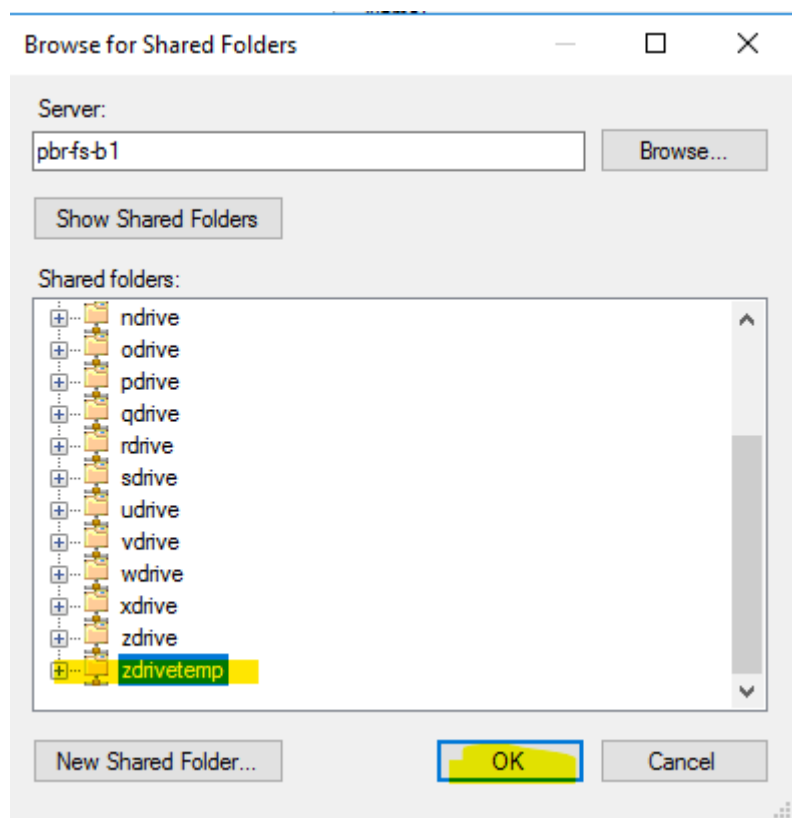 Browse for Shared Folders
Server:
pbr-fs-b1
Browse...
Show Shared Folders
Shared folders:
ndrive
odrive
pdrive
qdrive
rdrive
sdrive
udrive
vdrive
wdrive
xdrive
zdrive
zdrivetemp
New Shared Folder...
OK
Cancel